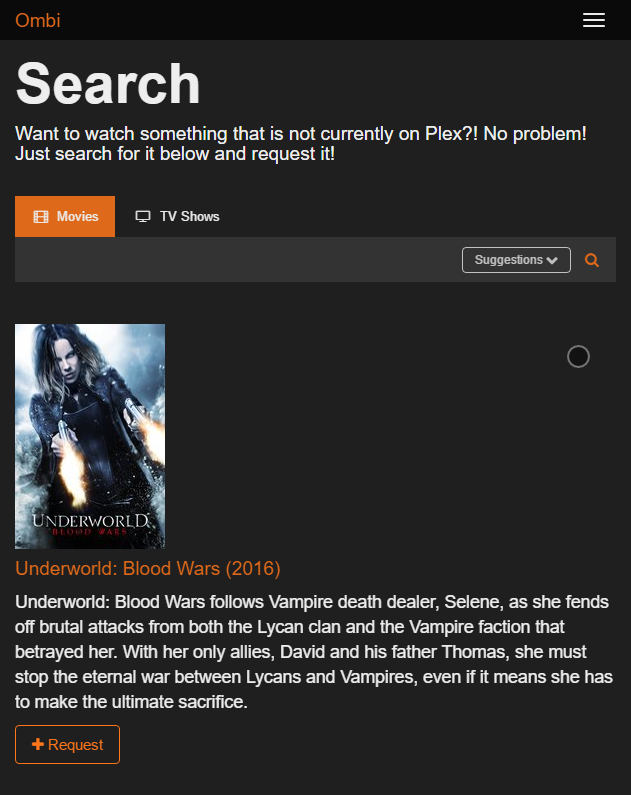 Ombi
Search
Want to watch something that is not currently on Plex?! No problem!
Just search for it below and request it!
Movies
TV Shows
Suggestions
UNDERWORLD
BLOOD WARS
Underworld: Blood Wars (2016)
Underworld: Blood Wars follows Vampire death dealer, Selene, as she fends
off brutal attacks from both the Lycan clan and the Vampire faction that
betrayed her. With her only allies, David and his father Thomas, she must
stop the eternal war between Lycans and Vampires, even if it means she has
to make the ultimate sacrifice.
Request